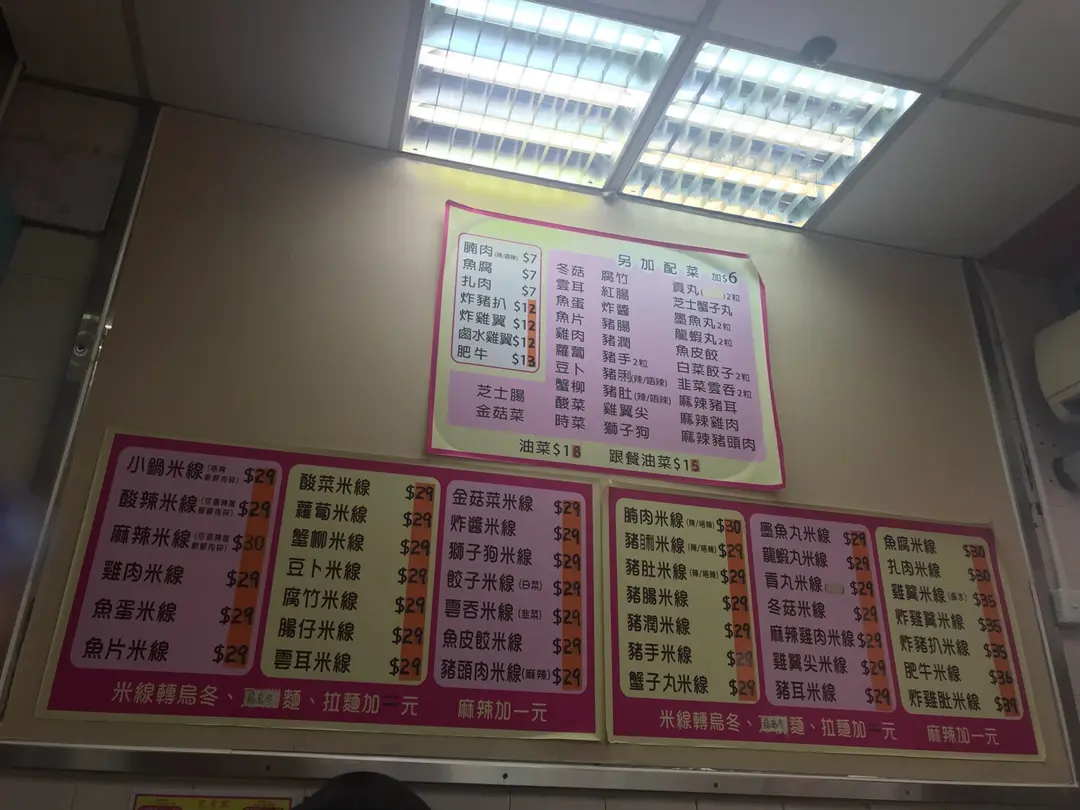 另加配菜 加$6
腩肉(辣/唔辣) $7
魚腐 $7
扎肉 $7
炸豬扒 $12
炸雞翼 $12
鹵水雞翼 $12
肥牛 $13
芝士腸
金菇菜
冬菇
雲耳
魚蛋
魚片
雞肉
蘿蔔
豆卜
蟹柳
酸菜
時菜
腐竹
紅腸
炸醬
豬腸
豬潤
豬手2粒
豬脷(辣/唔辣)
豬肚(辣/唔辣)
雞翼尖
獅子狗
貢丸( )2粒
芝士蟹子丸
墨魚丸2粒
龍蝦丸2粒
魚皮餃
白菜餃子2粒
韭菜雲吞2粒
麻辣豬耳
麻辣雞肉
麻辣豬頭肉
油菜$18 跟餐油菜$15
小鍋米線 $29
酸辣米線 $29
麻辣米線 $30
雞肉米線 $29
魚蛋米線 $29
魚片米線 $29
酸菜米線 $29
蘿蔔米線 $29
蟹柳米線 $29
豆卜米線 $29
腐竹米線 $29
腸仔米線 $29
雲耳米線 $29
金菇菜米線 $29
炸醬米線 $29
獅子狗米線 $29
餃子米線(白菜) $29
雲吞米線(韭菜) $29
魚皮餃米線 $29
豬頭肉米線(麻辣) $29
米線轉烏冬、 麵、拉麵加二元 麻辣加一元
腩肉米線(辣/唔辣) $30
豬脷米線(辣/唔辣) $29
豬肚米線(辣/唔辣) $29
豬腸米線 $29
豬潤米線 $29
豬手米線 $29
蟹子丸米線 $29
墨魚丸米線 $29
龍蝦丸米線 $29
貢丸米線 $29
冬菇米線 $29
麻辣雞肉米線 $29
雞翼尖米線 $29
豬耳米線 $29
魚腐米線 $30
扎肉米線 $30
雞翼米線(鹵水) $35
炸雞翼米線 $35
炸豬扒米線 $35
肥牛米線 $36
炸雞肚米線 $39
米線轉烏冬、 麵、拉麵加二元 麻辣加一元